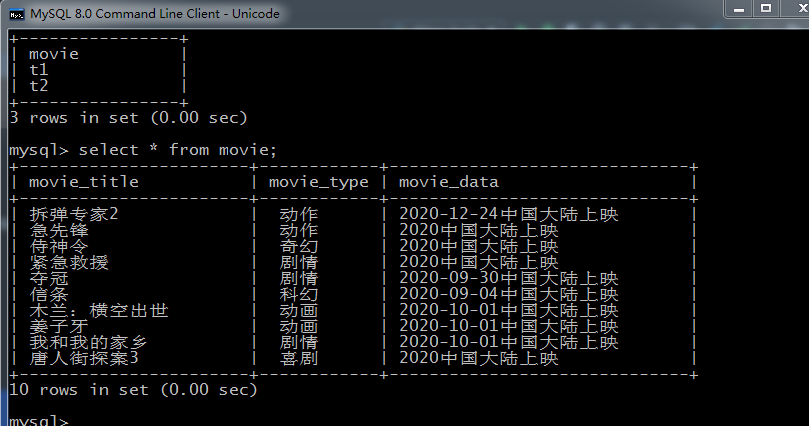 MySQL 8.0 Command Line Client - Unicode
+----------------+
| movie          |
| t1             |
| t2             |
+----------------+
3 rows in set (0.00 sec)
mysql> select * from movie;
+-----------------------+------------+------------------------------+
| movie_title           | movie_type | movie_data                   |
+-----------------------+------------+------------------------------+
| 拆弹专家2 | 动作 | 2020-12-24中国大陆上映 |
| 急先锋 | 动作 | 2020中国大陆上映 |
| 侍神令 | 奇幻 | 2020中国大陆上映 |
| 紧急救援 | 剧情 | 2020中国大陆上映 |
| 夺冠 | 剧情 | 2020-09-30中国大陆上映 |
| 信条 | 科幻 | 2020-09-04中国大陆上映 |
| 木兰：横空出世 | 动画 | 2020-10-01中国大陆上映 |
| 姜子牙 | 动画 | 2020-10-01中国大陆上映 |
| 我和我的家乡 | 剧情 | 2020-10-01中国大陆上映 |
| 唐人街探案3 | 喜剧 | 2020中国大陆上映 |
+-----------------------+------------+------------------------------+
10 rows in set (0.00 sec)
mysql>